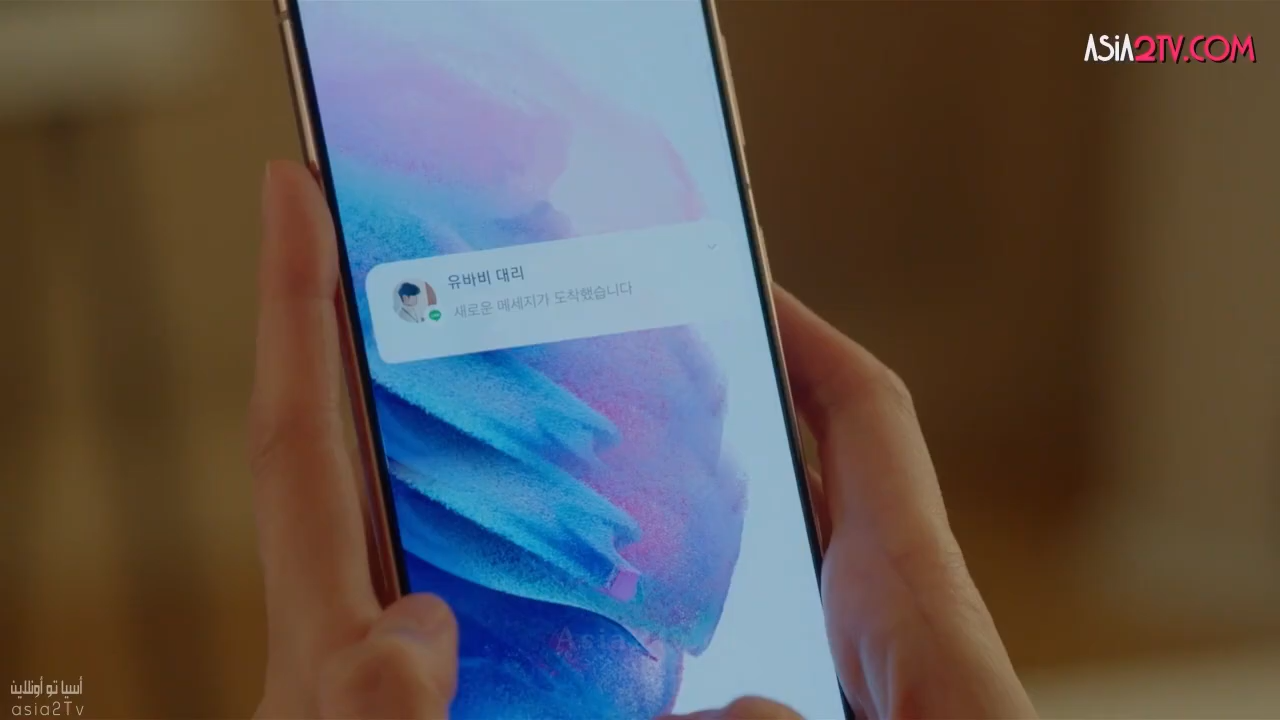 ASiA2TV.COM
유바비 대리
새로운 메세지가 도착했습니다
أسيا تو أونلاين
asia2Tv